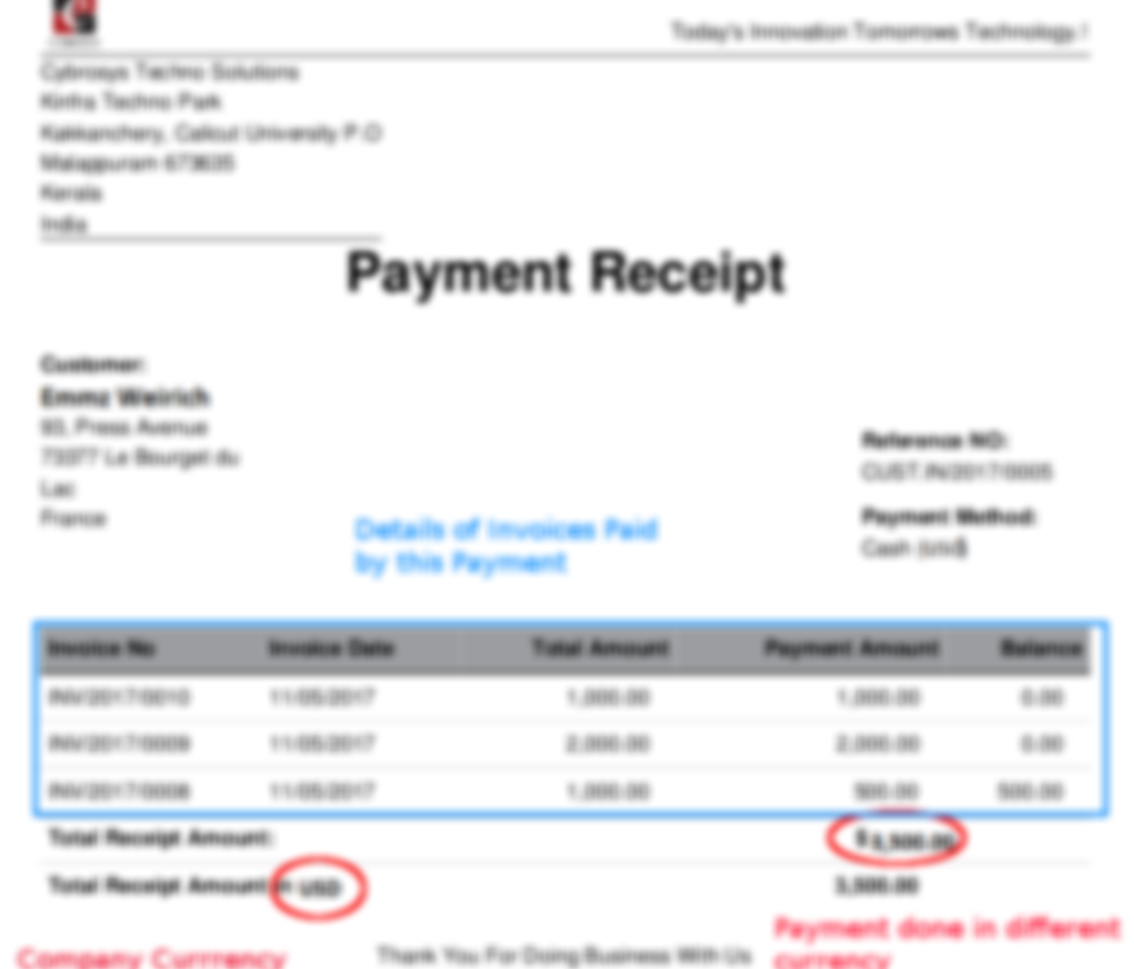 Today's Innovation Tomorrows Technology.!
Cybrosys Techno Solutions
Kinfra Techno Park
Kakkanchery, Calicut University P.O
Malappuram 673635
Kerala
India
Payment Receipt
Customer:
Emmz Weirich
93, Press Avenue
73377 Le Bourget du
Lac
France
Reference NO:
CUST.IN/2017/0005
Payment Method:
Cash
Details of Invoices Paid
by this Payment
Invoice No Invoice Date Total Amount Payment Amount Balance
INV/2017/0010 11/05/2017 1,000.00 1,000.00 0.00
INV/2017/0009 11/05/2017 2,000.00 2,000.00 0.00
INV/2017/0008 11/05/2017 1,000.00 500.00 500.00
Total Receipt Amount: $ 3,500.00
Total Receipt Amount in USD 3,500.00
Payment done in different
currency
Company Currrency
Thank You For Doing Business With Us